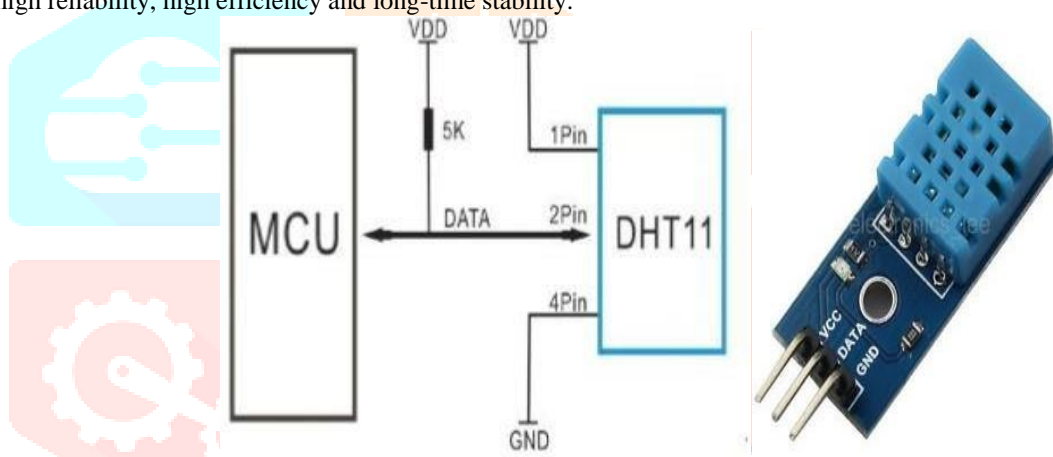 high reliability, high efficiency and long-time stability.
VDD VDD
5K
1Pin
MCU
DATA
2Pin
DHT11
4Pin
GND
VCC
DATA
GND